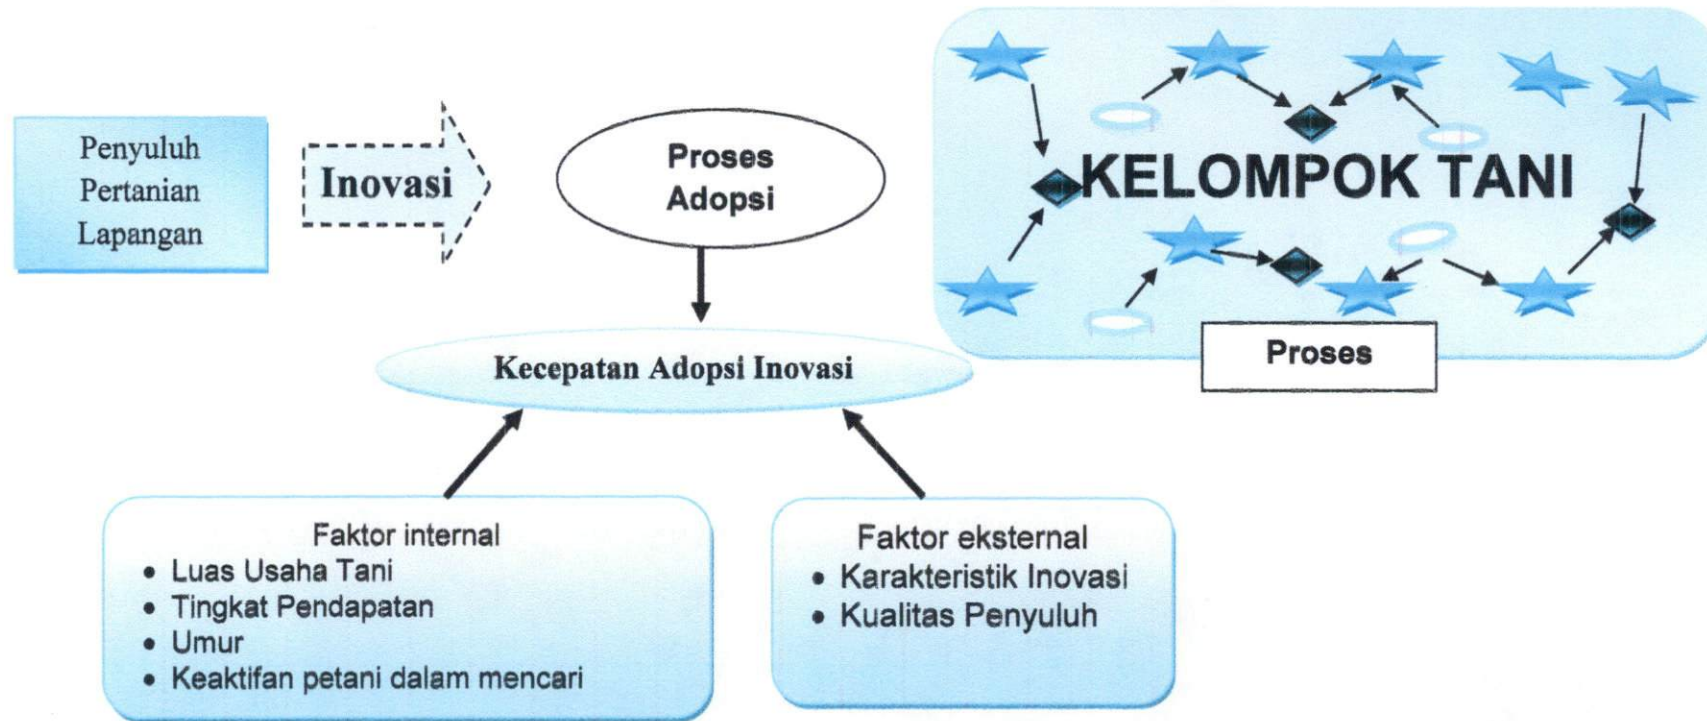 Penyuluh
Pertanian
Lapangan
Inovasi
Proses
Adopsi
KELOMPOK TANI
Proses
Kecepatan Adopsi Inovasi
Faktor internal
• Luas Usaha Tani
• Tingkat Pendapatan
• Umur
• Keaktifan petani dalam mencari
Faktor eksternal
• Karakteristik Inovasi
• Kualitas Penyuluh